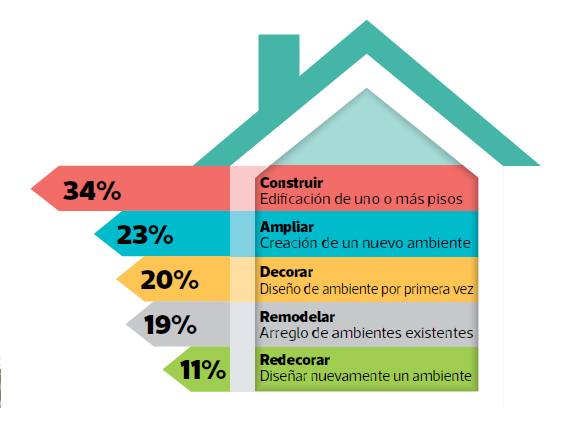 34%
Construir
Edificación de uno o más pisos
23%
Ampliar
Creación de un nuevo ambiente
20%
Decorar
Diseño de ambiente por primera vez
19%
Remodelar
Arreglo de ambientes existentes
11%
Redecorar
Diseñar nuevamente un ambiente